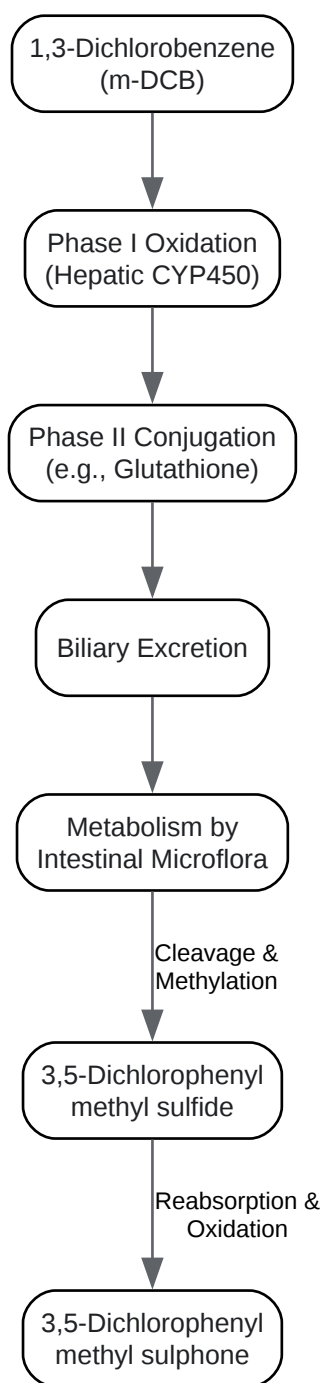 1,3-Dichlorobenzene
(m-DCB)
Phase I Oxidation
(Hepatic CYP450)
Phase II Conjugation
(e.g., Glutathione)
Biliary Excretion
Metabolism by
Intestinal Microflora
Cleavage &
Methylation
3,5-Dichlorophenyl
methyl sulfide
Reabsorption &
Oxidation
3,5-Dichlorophenyl
methyl sulphone